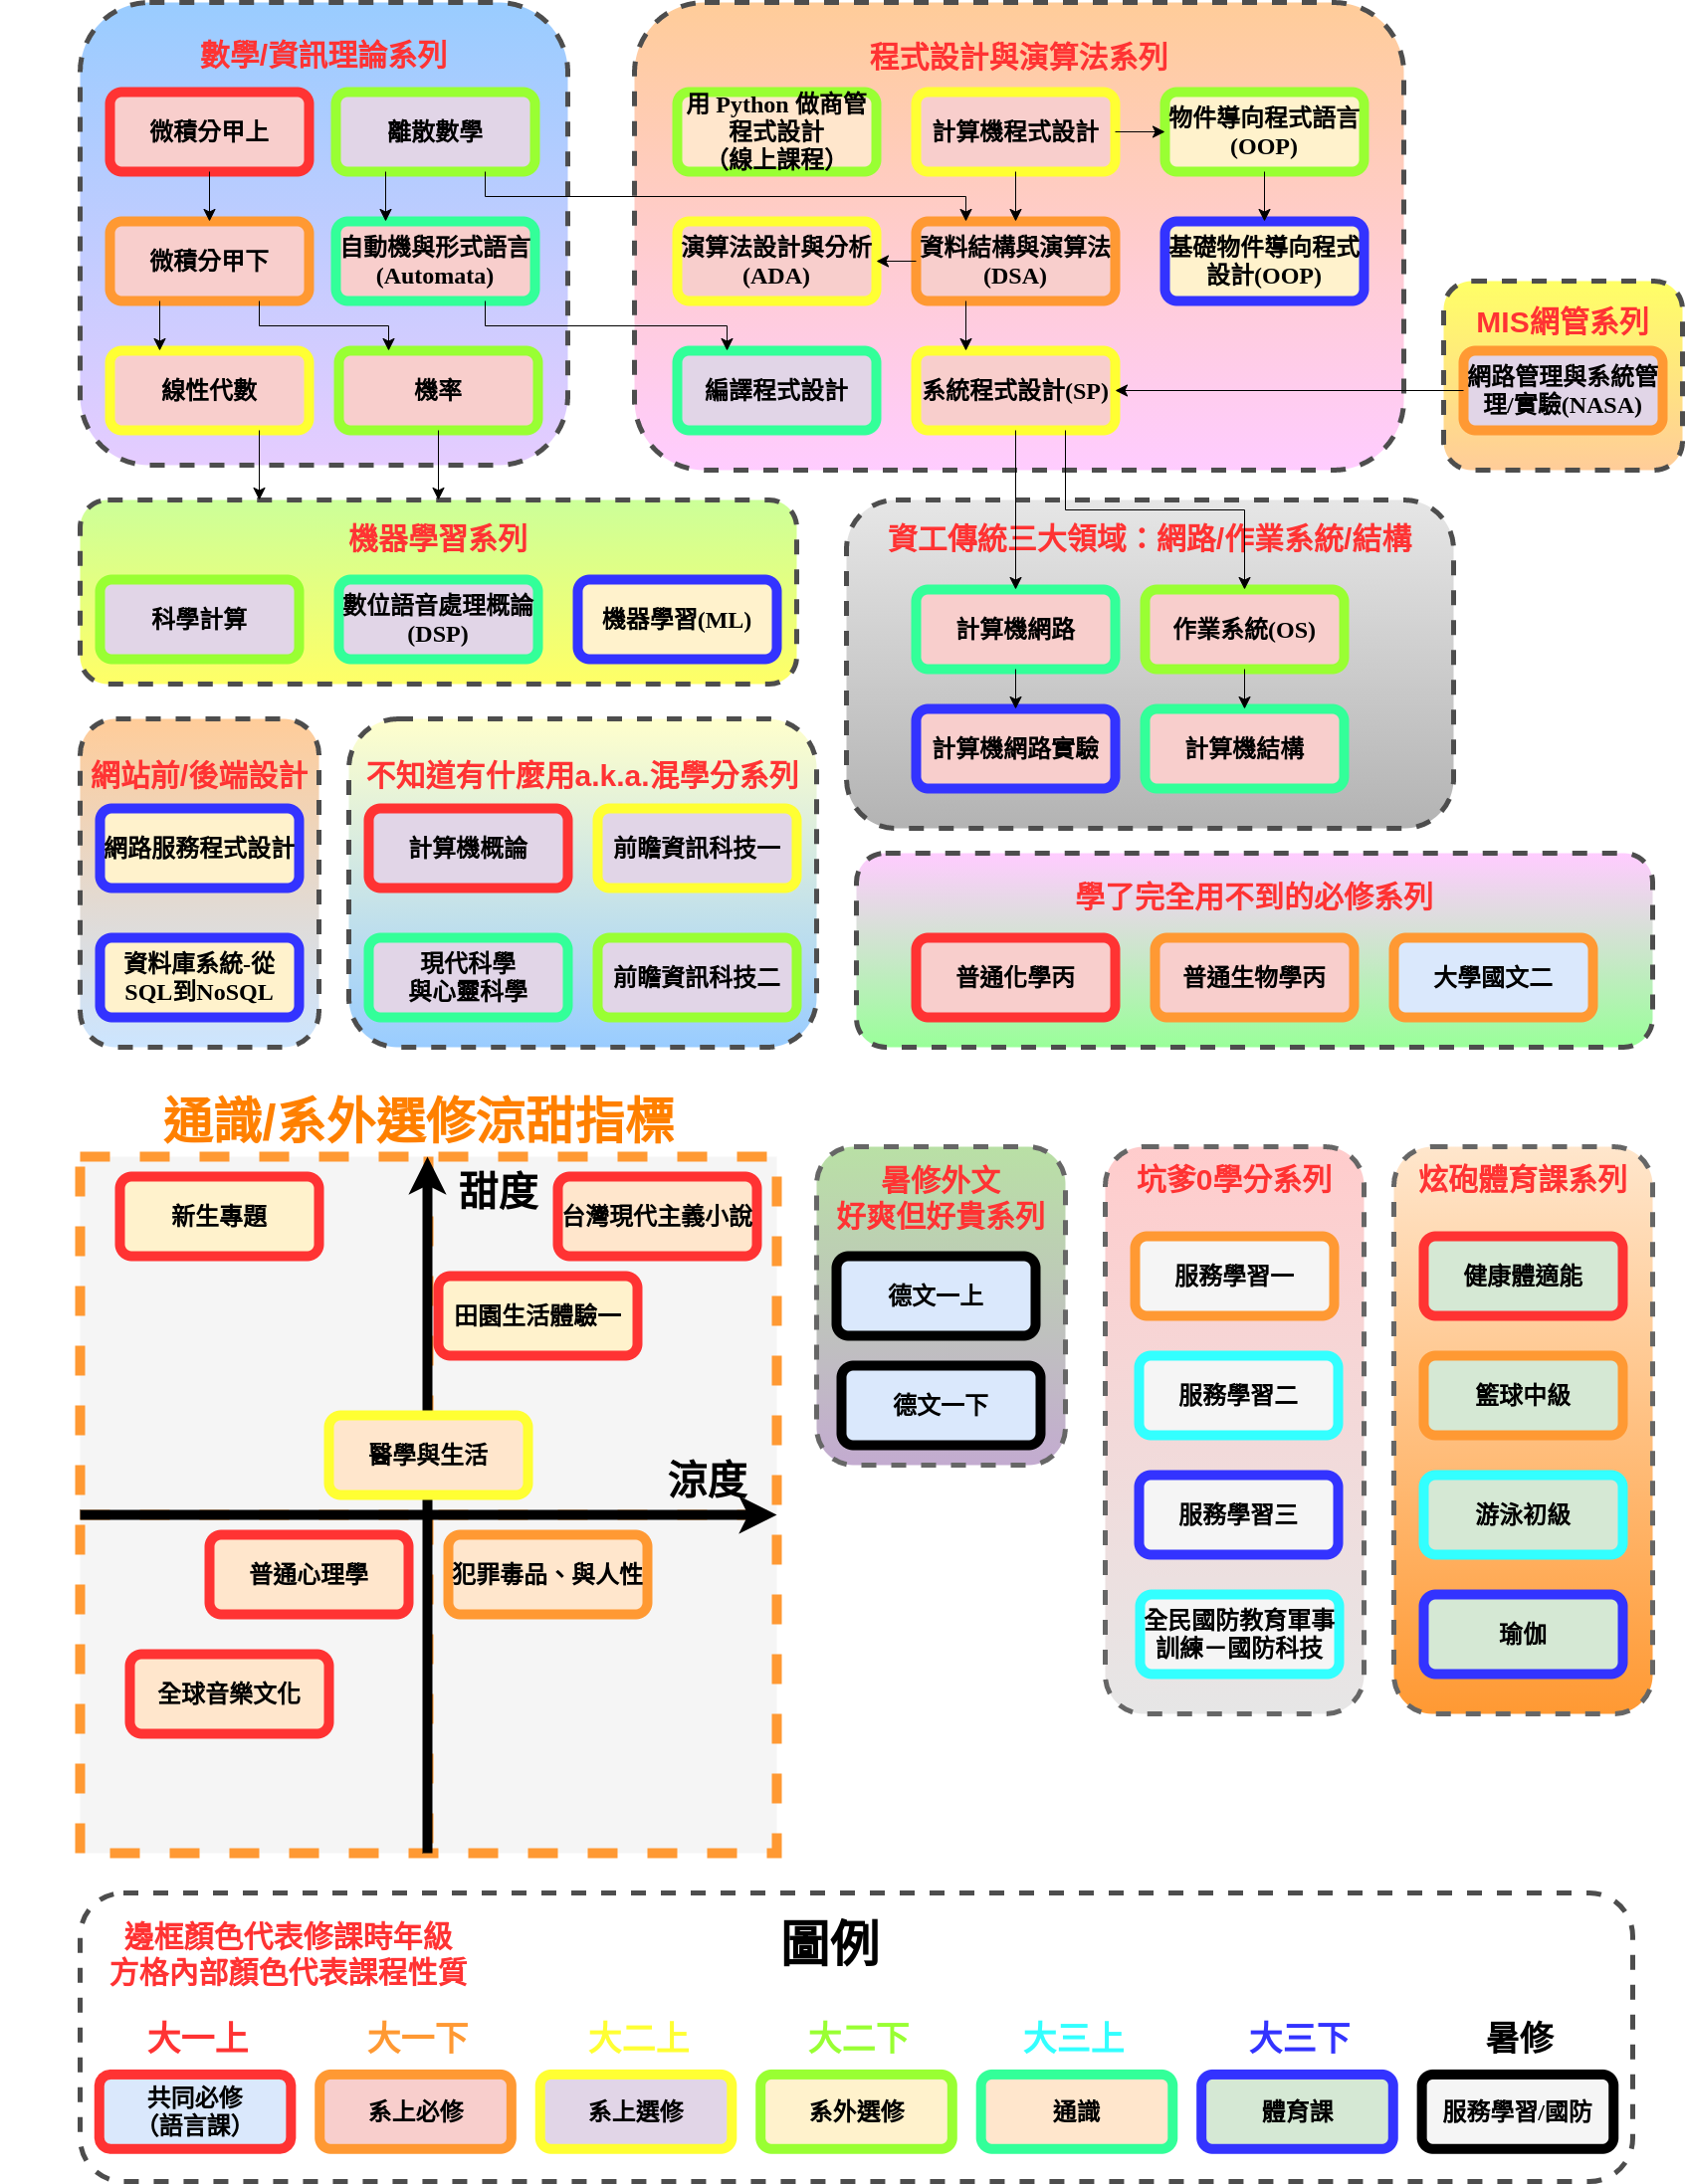 數學/資訊理論系列
微積分甲上
離散數學
微積分甲下
自動機與形式語言
(Automata)
線性代數
機率
程式設計與演算法系列
用 Python 做商管
程式設計
（線上課程）
計算機程式設計
物件導向程式語言
(OOP)
演算法設計與分析
(ADA)
資料結構與演算法
(DSA)
基礎物件導向程式
設計(OOP)
編譯程式設計
系統程式設計(SP)
MIS網管系列
網路管理與系統管
理/實驗(NASA)
機器學習系列
科學計算
數位語音處理概論
(DSP)
機器學習(ML)
資工傳統三大領域：網路/作業系統/結構
計算機網路
作業系統(OS)
計算機網路實驗
計算機結構
網站前/後端設計
網路服務程式設計
資料庫系統-從
SQL到NoSQL
不知道有什麼用a.k.a.混學分系列
計算機概論
前瞻資訊科技一
現代科學
與心靈科學
前瞻資訊科技二
學了完全用不到的必修系列
普通化學丙
普通生物學丙
大學國文二
通識/系外選修涼甜指標
甜度
新生專題
台灣現代主義小說
田園生活體驗一
醫學與生活
涼度
普通心理學
犯罪毒品、與人性
全球音樂文化
暑修外文
好爽但好貴系列
德文一上
德文一下
坑爹0學分系列
服務學習一
服務學習二
服務學習三
全民國防教育軍事
訓練－國防科技
炫砲體育課系列
健康體適能
籃球中級
游泳初級
瑜伽
圖例
邊框顏色代表修課時年級
方格內部顏色代表課程性質
大一上
大一下
大二上
大二下
大三上
大三下
暑修
共同必修
（語言課）
系上必修
系上選修
系外選修
通識
體育課
服務學習/國防